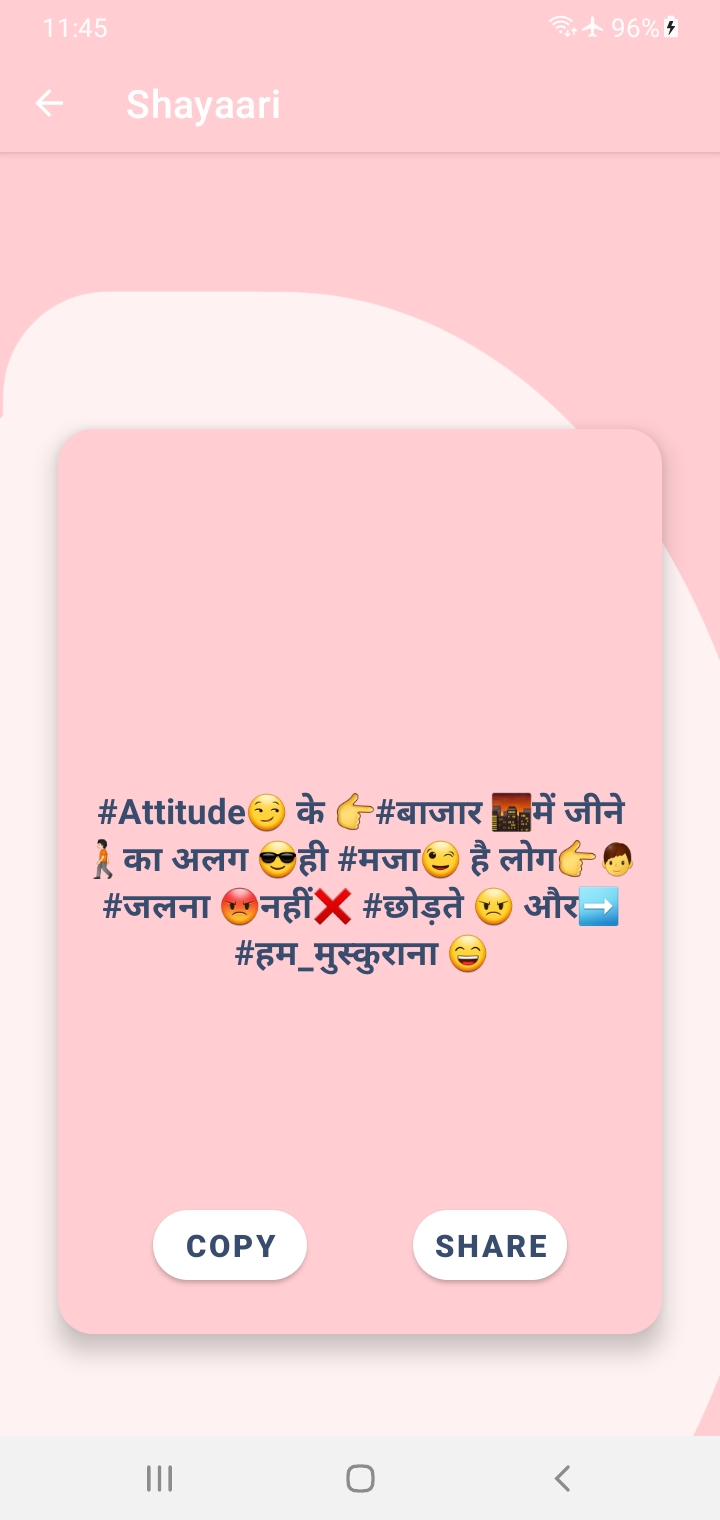 11:45
96%
Shayaari
#Attitude😏 के 👉#बाजार 🌇में जीने
🚶का अलग 😎ही #मजा😉 है लोग👉👦
#जलना 😡नहीं❌ #छोड़ते 😠 और➡️
#हम_मुस्कुराना 😄
COPY
SHARE